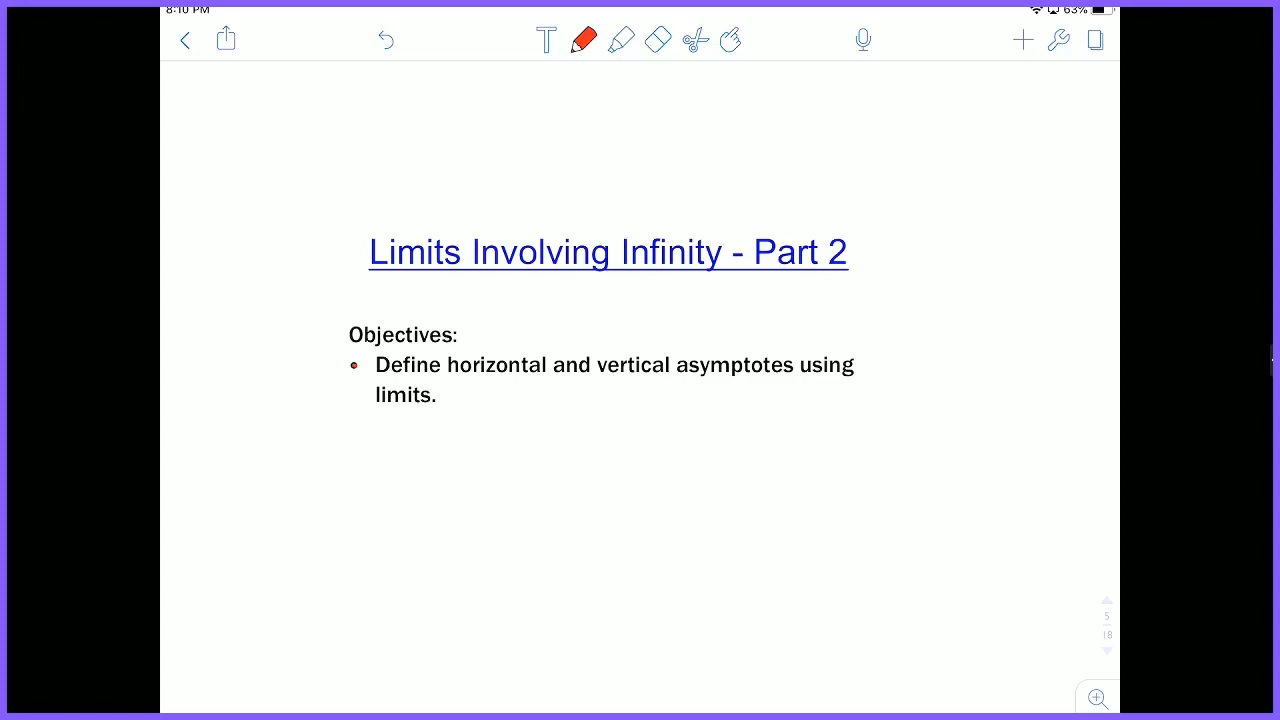 8:10 PM
63%
T
Limits Involving Infinity - Part 2
Objectives:
• Define horizontal and vertical asymptotes using
limits.
5
18